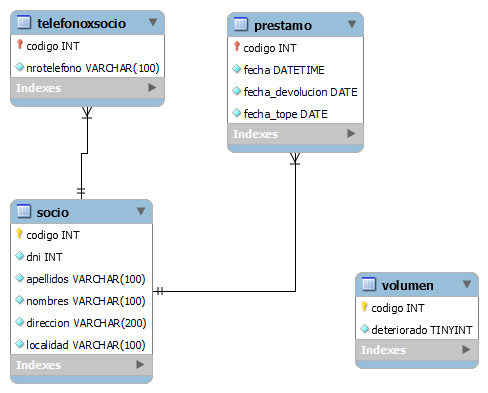 telefonoxsocio
codigo INT
nrotelefono VARCHAR(100)
Indexes
prestamo
codigo INT
fecha DATETIME
fecha_devolucion DATE
fecha_tope DATE
Indexes
socio
codigo INT
dni INT
apellidos VARCHAR(100)
nombres VARCHAR(100)
direccion VARCHAR(200)
localidad VARCHAR(100)
Indexes
volumen
codigo INT
deteriorado TINYINT
Indexes